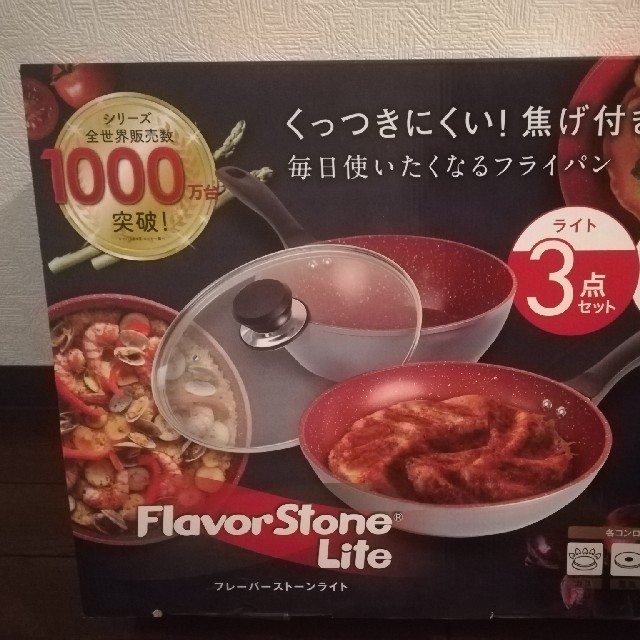 シリーズ
全世界販売数
1000万台
突破!
くっつきにくい!焦げ付き
毎日使いたくなるフライパン
ライト
3点
セット
FlavorStone®
Lite
フレーバーストーンライト
各コンロ